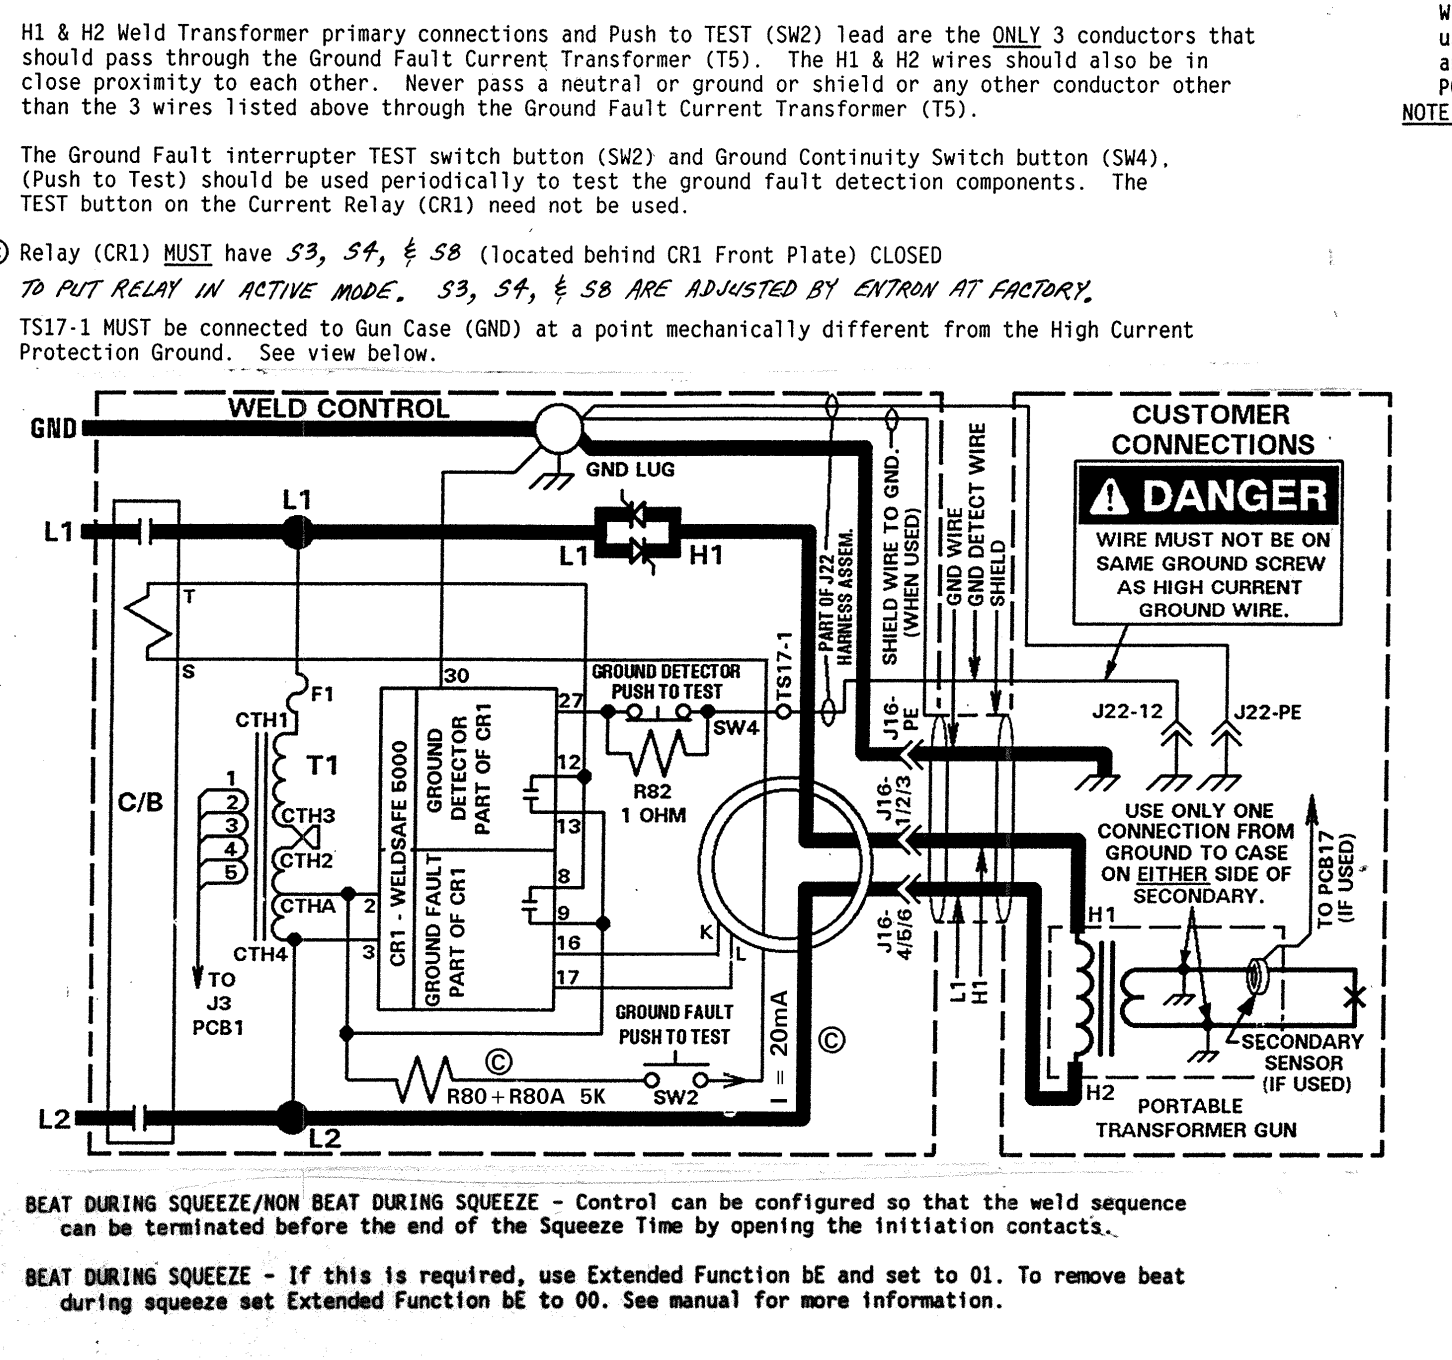 H1 & H2 Weld Transformer primary connections and Push to TEST (SW2) lead are the ONLY 3 conductors that
should pass through the Ground Fault Current Transformer (T5). The H1 & H2 wires should also be in
close proximity to each other. Never pass a neutral or ground or shield or any other conductor other
than the 3 wires listed above through the Ground Fault Current Transformer (T5).
NOTE
The Ground Fault interrupter TEST switch button (SW2) and Ground Continuity Switch button (SW4),
(Push to Test) should be used periodically to test the ground fault detection components. The
TEST button on the Current Relay (CR1) need not be used.
Relay (CR1) MUST have S3, S4, & S8 (located behind CR1 Front Plate) CLOSED
TO PUT RELAY IN ACTIVE MODE. S3, S4, & S8 ARE ADJUSTED BY ENTRON AT FACTORY.
TS17-1 MUST be connected to Gun Case (GND) at a point mechanically different from the High Current
Protection Ground. See view below.
WELD CONTROL
GND
GND LUG
L1
L1
L1
H1
T
S
F1
CTH1
T1
C/B
1
2
3
4
5
CTH3
CTH2
CTHA
CTH4
TO
J3
PCB1
30
27
12
13
8
9
16
17
2
3
CR1 - WELDSAFE 5000
GROUND
DETECTOR
PART OF CR1
GROUND FAULT
PART OF CR1
GROUND DETECTOR
PUSH TO TEST
SW4
R82
1 OHM
TS17-1
PART OF J22
HARNESS ASSEM.
SHIELD WIRE TO GND.
(WHEN USED)
GND WIRE
GND DETECT WIRE
SHIELD
J16-
PE
J16-
1/2/3
J16-
4/5/6
K
L
GROUND FAULT
PUSH TO TEST
I = 20mA
©
©
R80+R80A 5K
SW2
L2
L2
L1
H1
CUSTOMER
CONNECTIONS
DANGER
WIRE MUST NOT BE ON
SAME GROUND SCREW
AS HIGH CURRENT
GROUND WIRE.
J22-12
J22-PE
USE ONLY ONE
CONNECTION FROM
GROUND TO CASE
ON EITHER SIDE OF
SECONDARY.
TO PCB17
(IF USED)
H1
H2
SECONDARY
SENSOR
(IF USED)
PORTABLE
TRANSFORMER GUN
BEAT DURING SQUEEZE/NON BEAT DURING SQUEEZE - Control can be configured so that the weld sequence
can be terminated before the end of the Squeeze Time by opening the initiation contacts.
BEAT DURING SQUEEZE - If this is required, use Extended Function bE and set to 01. To remove beat
during squeeze set Extended Function bE to 00. See manual for more information.